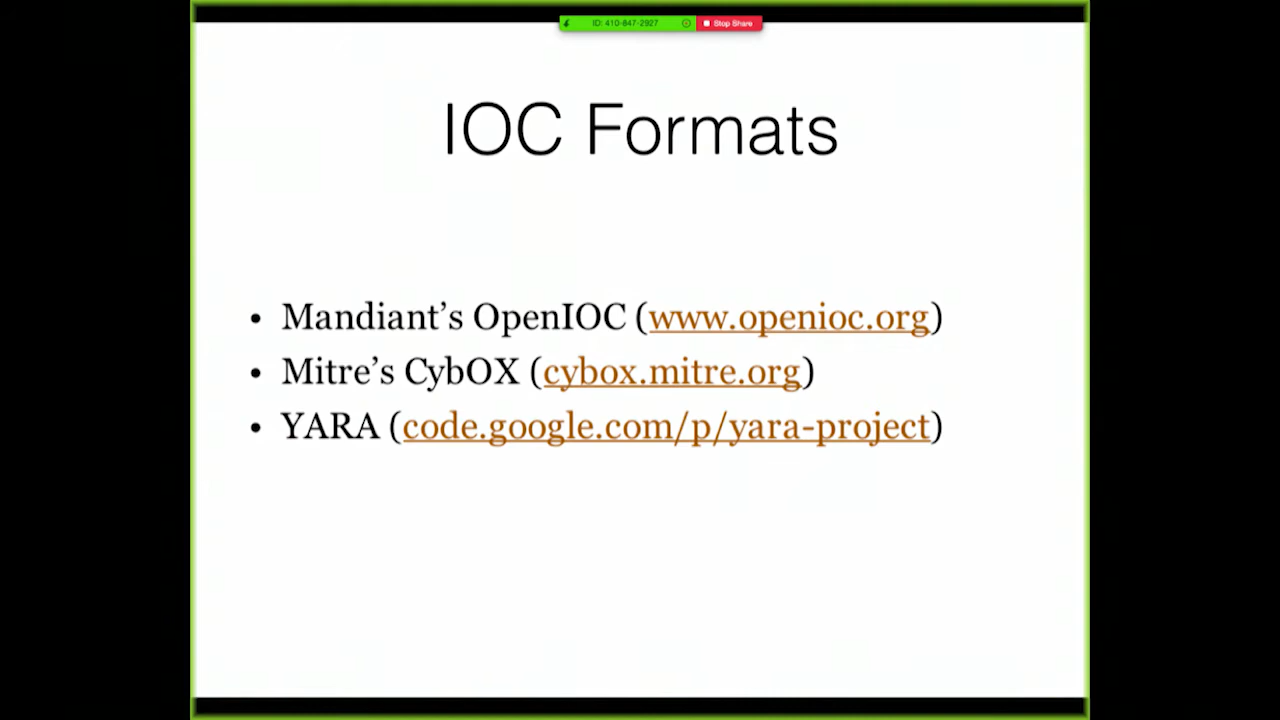 ID: 410-847-2927 Stop Share
IOC Formats
• Mandiant’s OpenIOC (www.openioc.org)
• Mitre’s CybOX (cybox.mitre.org)
• YARA (code.google.com/p/yara-project)